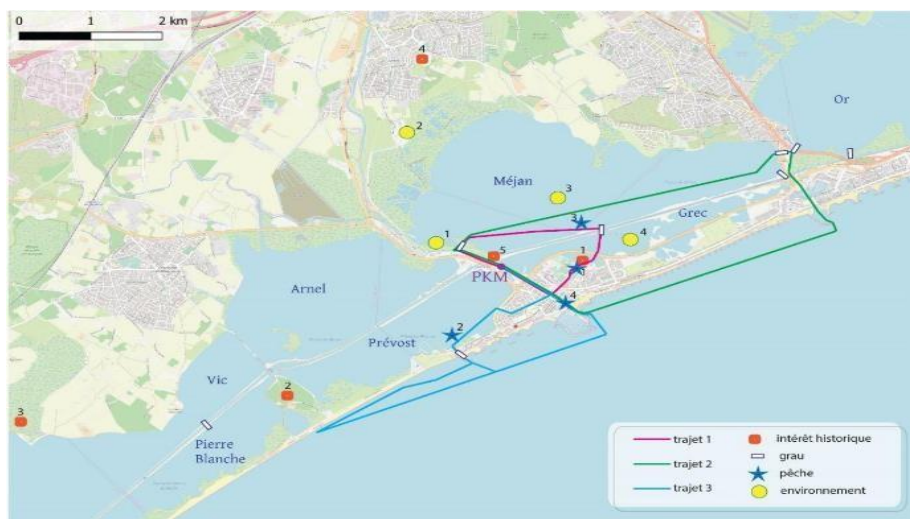 0 1 2 km
4
Or
2
Méjan
3
3
Grec
1
4
5
1
PKM
1
Arnel
4
2
Prévost
Vic
2
3
Pierre
Blanche
trajet 1
intérêt historique
grau
trajet 2
pêche
trajet 3
environnement